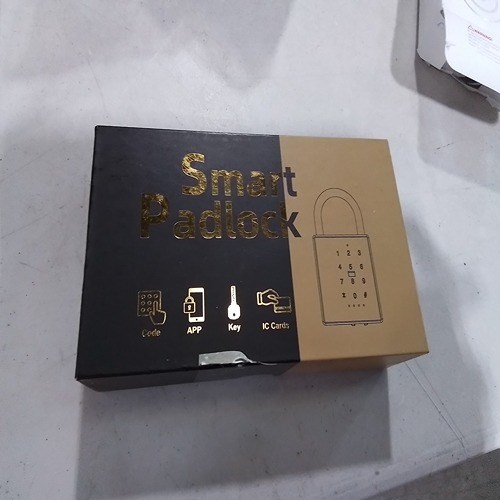 Smart
Padlock
1 2 3
4 5 6
7 8 9
0 #
Code
APP
Key
IC Cards